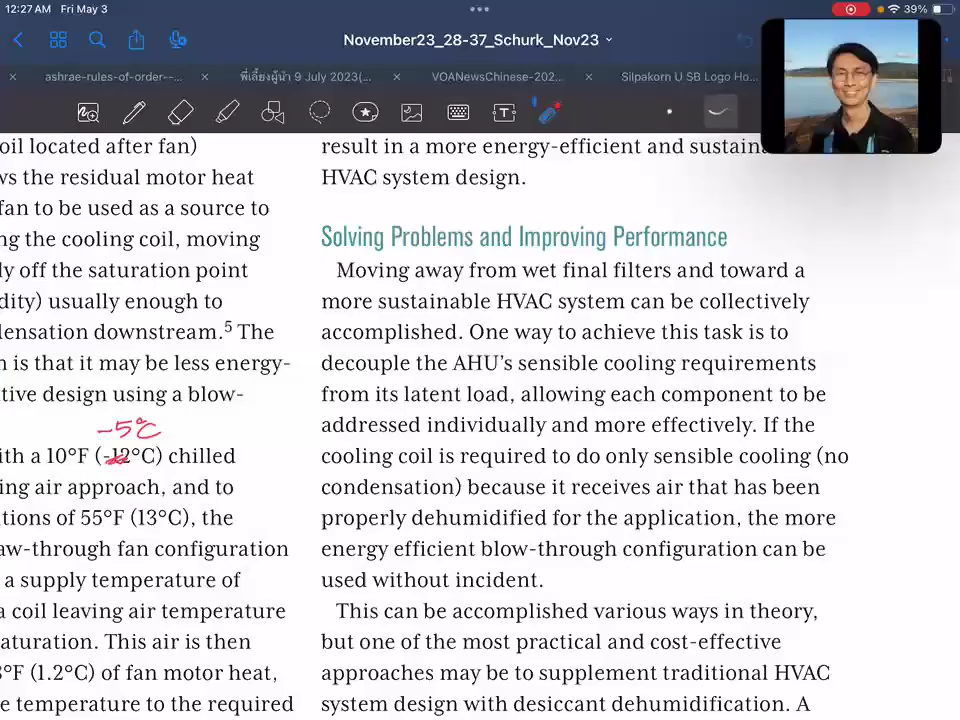 12:27 AM Fri May 3
39%
November23_28-37_Schurk_Nov23
ashrae-rules-of-order--...
พี่เลี้ยงผู้นำ 9 July 2023(...
VOANewsChinese-202...
Silpakorn U SB Logo Ho...
oil located after fan)
ws the residual motor heat
fan to be used as a source to
ng the cooling coil, moving
ly off the saturation point
dity) usually enough to
densation downstream.5 The
n is that it may be less energy-
tive design using a blow-
-5°C
ith a 10°F (-12°C) chilled
ing air approach, and to
tions of 55°F (13°C), the
aw-through fan configuration
a supply temperature of
a coil leaving air temperature
aturation. This air is then
3°F (1.2°C) of fan motor heat,
e temperature to the required
result in a more energy-efficient and sustaina
HVAC system design.
Solving Problems and Improving Performance
Moving away from wet final filters and toward a
more sustainable HVAC system can be collectively
accomplished. One way to achieve this task is to
decouple the AHU's sensible cooling requirements
from its latent load, allowing each component to be
addressed individually and more effectively. If the
cooling coil is required to do only sensible cooling (no
condensation) because it receives air that has been
properly dehumidified for the application, the more
energy efficient blow-through configuration can be
used without incident.
This can be accomplished various ways in theory,
but one of the most practical and cost-effective
approaches may be to supplement traditional HVAC
system design with desiccant dehumidification. A